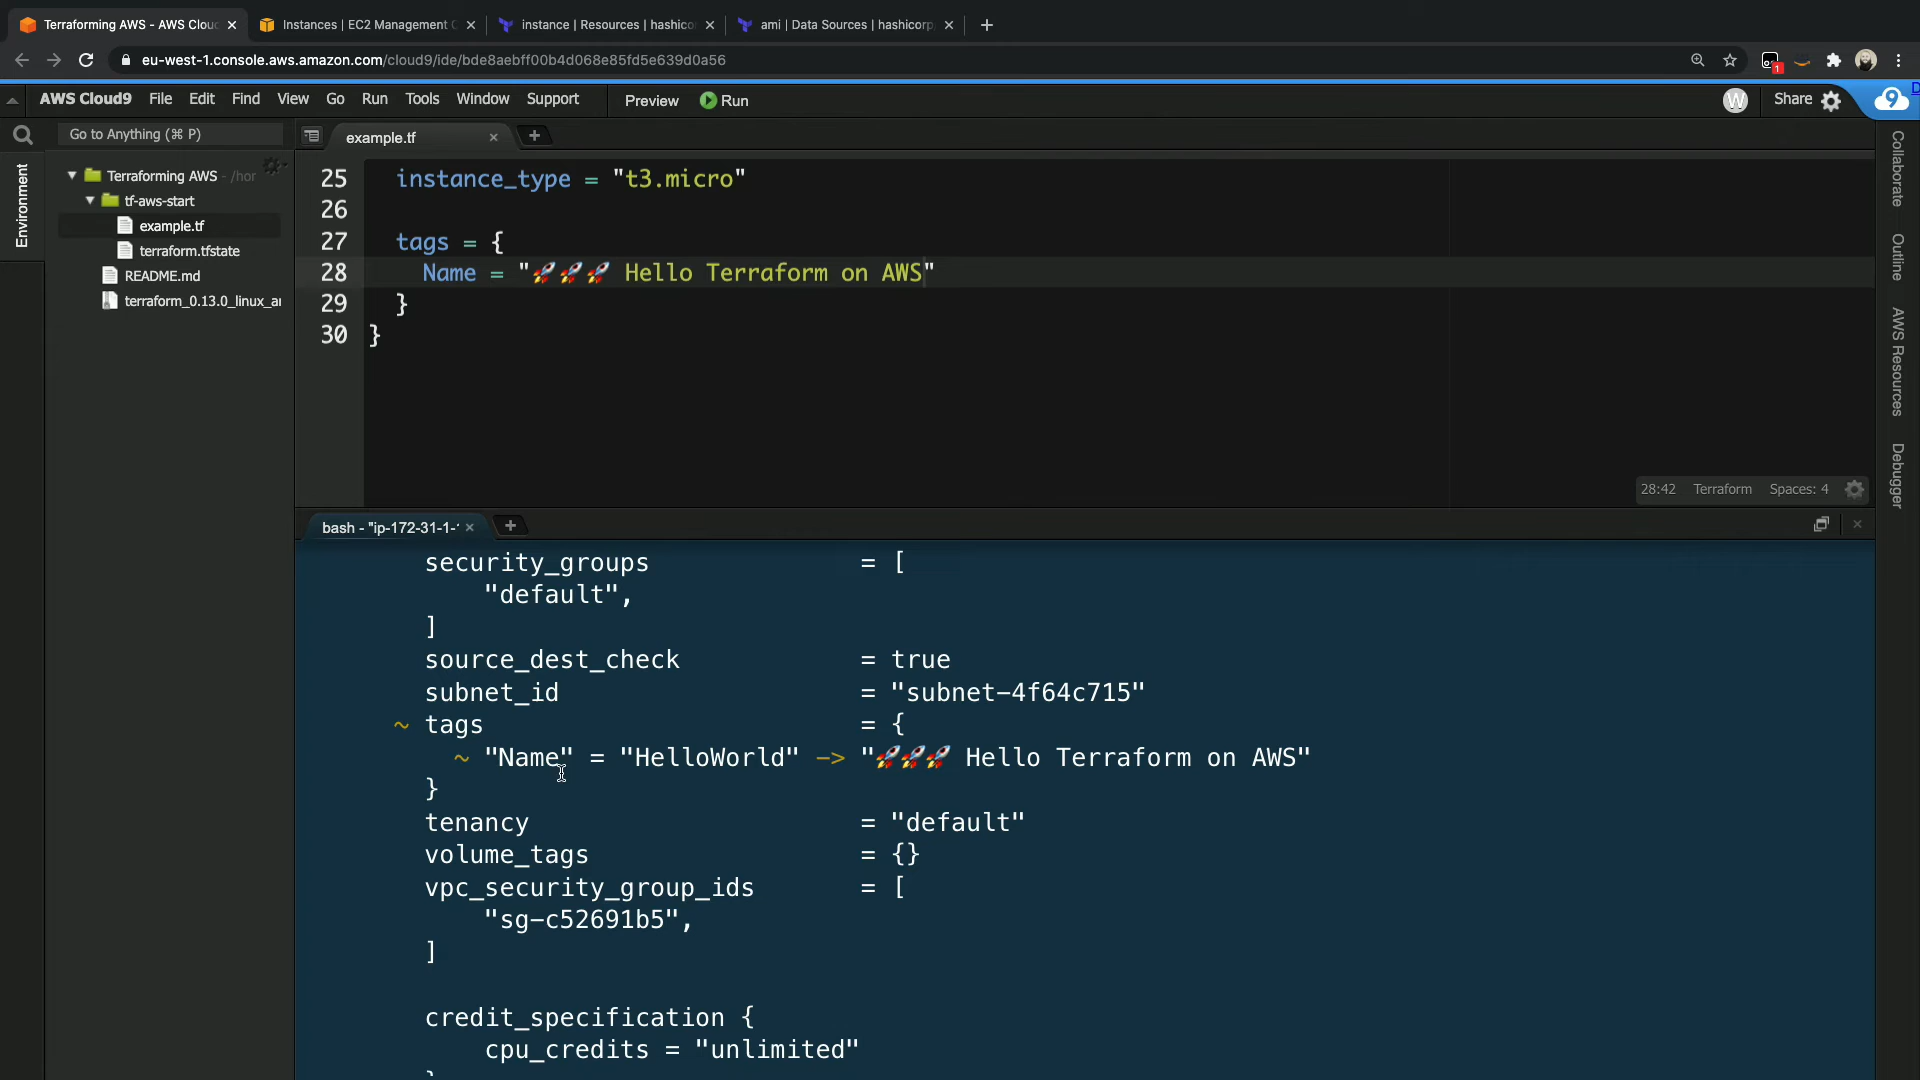 Terraforming AWS - AWS Clou
Instances | EC2 Management C
instance | Resources | hashico
ami | Data Sources | hashicorp
eu-west-1.console.aws.amazon.com/cloud9/ide/bde8aebff00b4d068e85fd5e639d0a56
1
AWS Cloud9 File Edit Find View Go Run Tools Window Support Preview Run
W Share 9
Go to Anything (⌘ P)
example.tf
Environment
Terraforming AWS - /hor
tf-aws-start
example.tf
terraform.tfstate
README.md
terraform_0.13.0_linux_ar
25 instance_type = "t3.micro"
26
27 tags = {
28 Name = "🚀🚀🚀 Hello Terraform on AWS"
29 }
30 }
28:42 Terraform Spaces: 4
Collaborate
Outline
AWS Resources
Debugger
bash - "ip-172-31-1-
security_groups = [
"default",
]
source_dest_check = true
subnet_id = "subnet-4f64c715"
~ tags = {
~ "Name" = "HelloWorld" -> "🚀🚀🚀 Hello Terraform on AWS"
}
tenancy = "default"
volume_tags = {}
vpc_security_group_ids = [
"sg-c52691b5",
]
credit_specification {
cpu_credits = "unlimited"